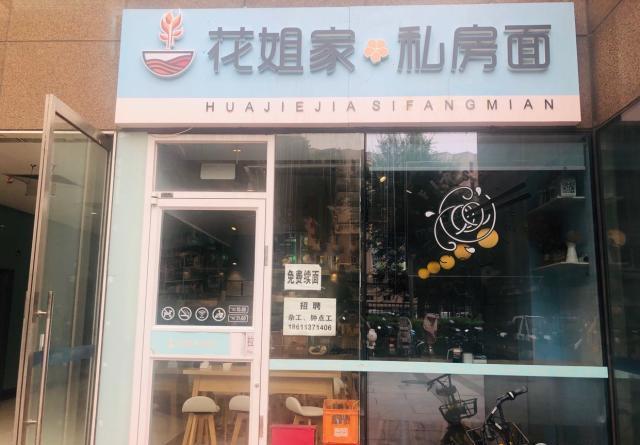 花姐家 私房面
HUAJIEJIA SIFANGMIAN
免费续面
招聘
杂工、钟点工
18611371406
拉